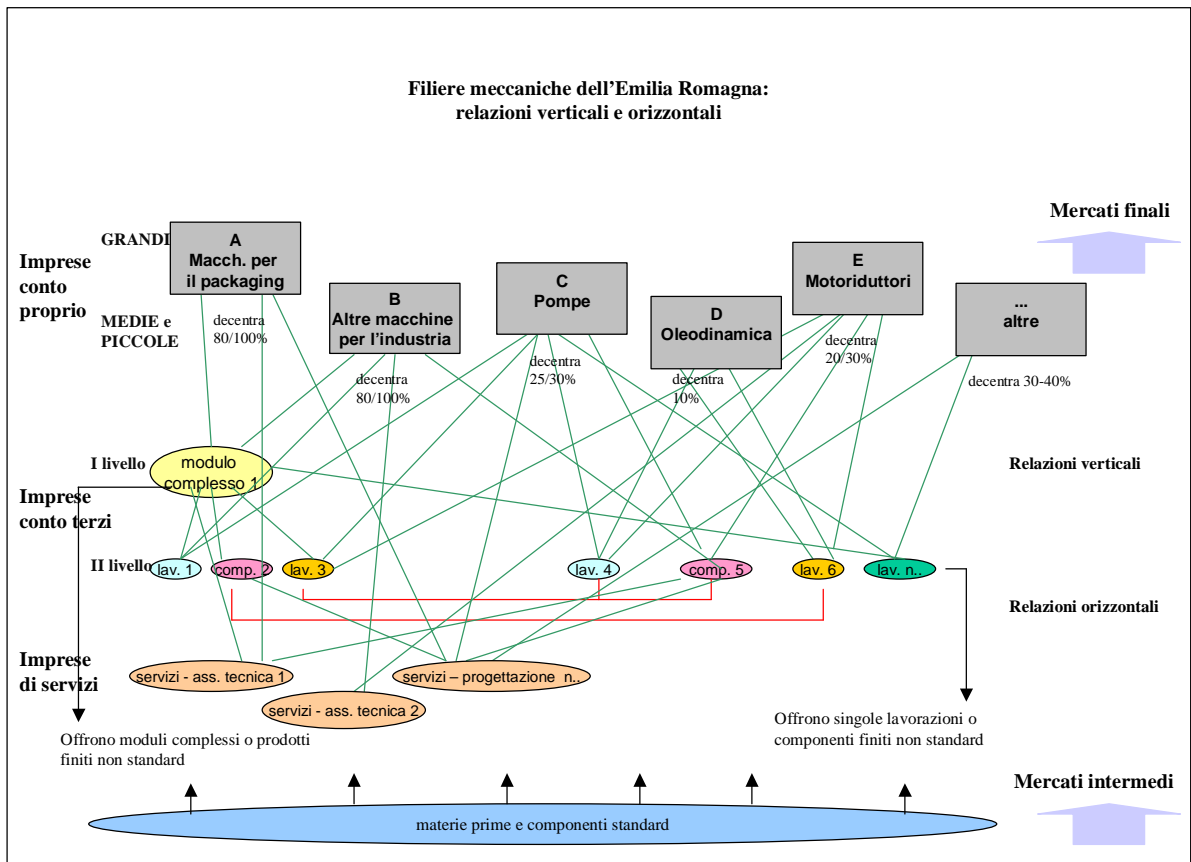 Filiere meccaniche dell'Emilia Romagna:
relazioni verticali e orizzontali
Mercati finali
GRANDI
Imprese
conto
proprio
MEDIE e
PICCOLE
A
Macch. per
il packaging
B
Altre macchine
per l'industria
C
Pompe
D
Oleodinamica
E
Motoriduttori
...
altre
decentra
80/100%
decentra
80/100%
decentra
25/30%
decentra
10%
decentra
20/30%
decentra 30-40%
I livello
modulo
complesso 1
Relazioni verticali
Imprese
conto terzi
II livello
lav. 1
comp. 2
lav. 3
lav. 4
comp. 5
lav. 6
lav. n..
Relazioni orizzontali
Imprese
di servizi
servizi - ass. tecnica 1
servizi - ass. tecnica 2
servizi – progettazione n..
Offrono moduli complessi o prodotti
finiti non standard
Offrono singole lavorazioni o
componenti finiti non standard
Mercati intermedi
materie prime e componenti standard